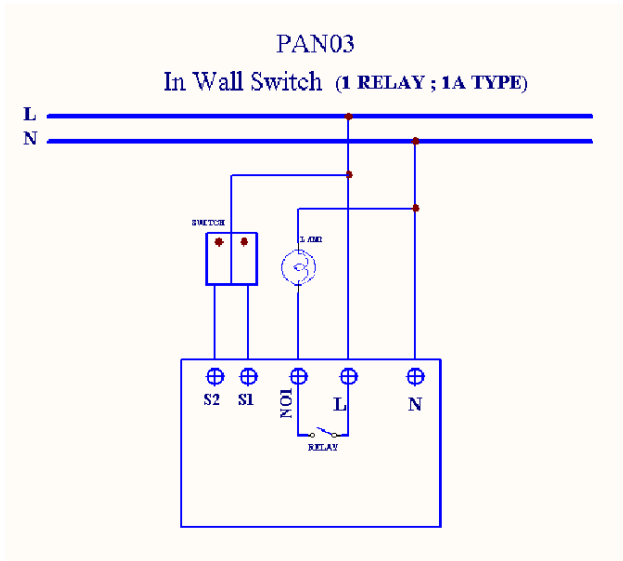 PAN03
In Wall Switch (1 RELAY ; 1A TYPE)
L
N
SWITCH
LAMP
S2 S1 NO1 L N
RELAY